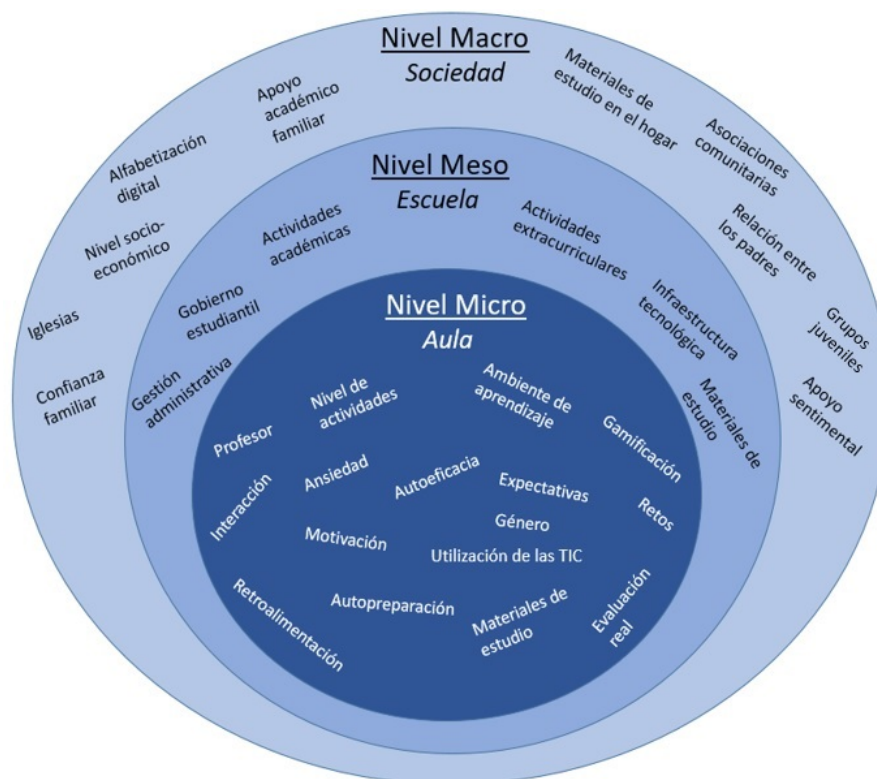 Nivel Macro
Sociedad
Apoyo
académico
familiar
Materiales de
estudio en el hogar
Alfabetización
digital
Asociaciones
comunitarias
Nivel socio-
económico
Relación entre
los padres
Iglesias
Grupos
juveniles
Confianza
familiar
Apoyo
sentimental
Nivel Meso
Escuela
Actividades
académicas
Actividades
extracurriculares
Gobierno
estudiantil
Infraestructura
tecnológica
Gestión
administrativa
Materiales de
estudio
Nivel Micro
Aula
Nivel de
actividades
Ambiente de
aprendizaje
Profesor
Gamificación
Ansiedad
Autoeficacia
Expectativas
Interacción
Género
Retos
Motivación
Utilización de las TIC
Retroalimentación
Autopreparación
Materiales de
estudio
Evaluación
real